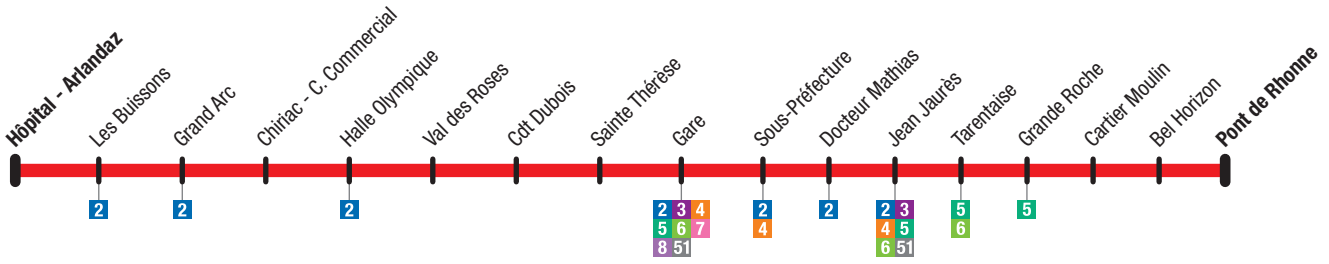 Hôpital - Arlandaz
Les Buissons
Grand Arc
Chiriac - C. Commercial
Halle Olympique
Val des Roses
Cdt Dubois
Sainte Thérèse
Gare
Sous-Préfecture
Docteur Mathias
Jean Jaurès
Tarentaise
Grande Roche
Cartier Moulin
Bel Horizon
Pont de Rhonne
2
2
2
2 3 4
5 6 7
8 51
2
4
2
2 3
4 5
6 51
5
6
5